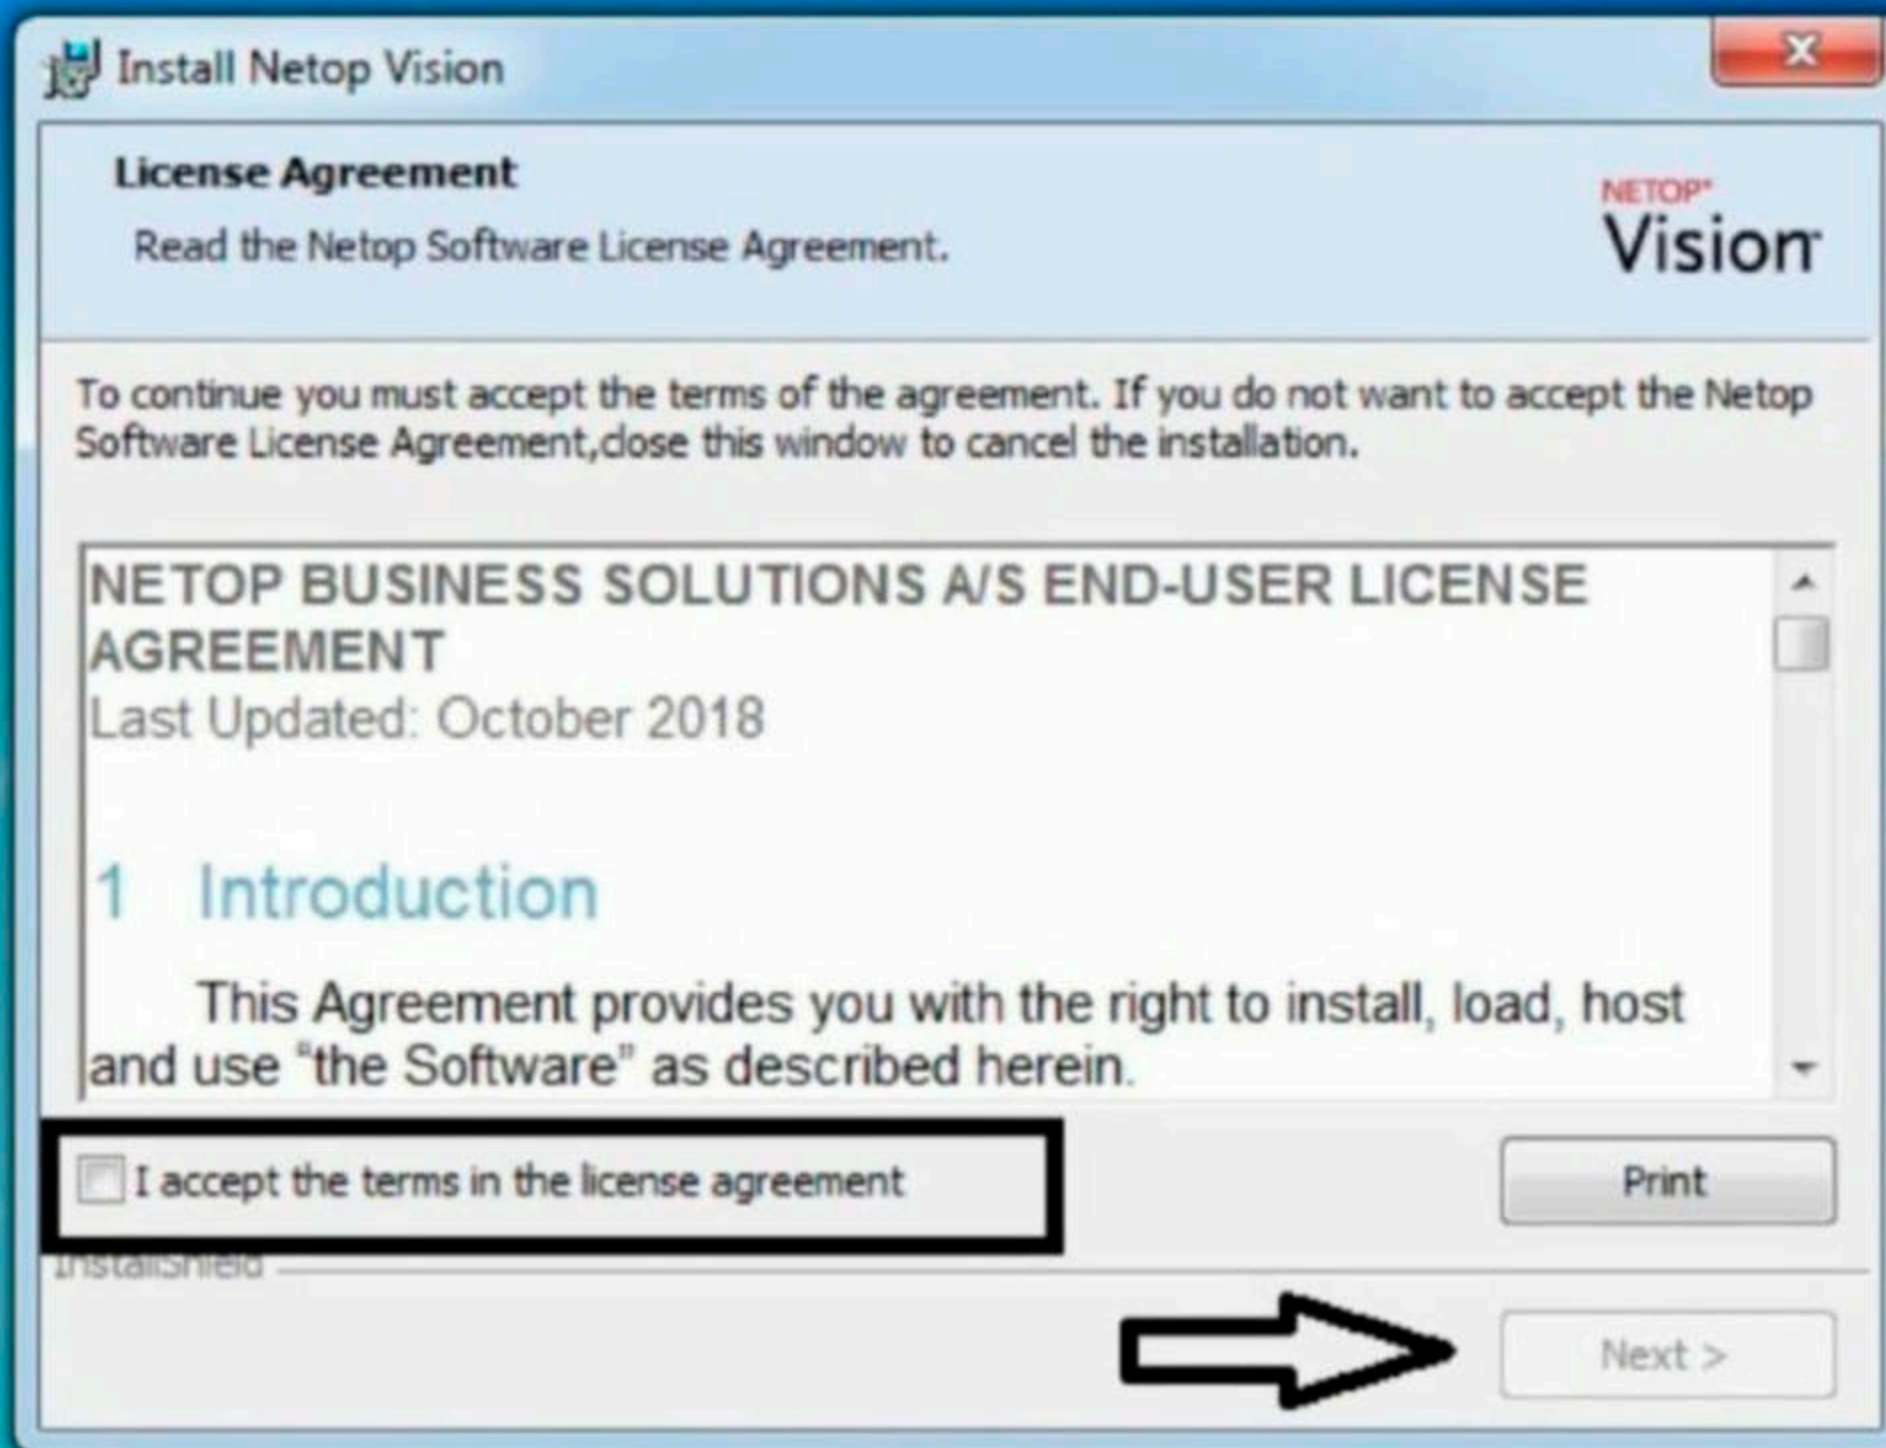 Install Netop Vision
License Agreement
Read the Netop Software License Agreement.
NETOP®
Vision™
To continue you must accept the terms of the agreement. If you do not want to accept the Netop
Software License Agreement,close this window to cancel the installation.
NETOP BUSINESS SOLUTIONS A/S END-USER LICENSE
AGREEMENT
Last Updated: October 2018
1 Introduction
This Agreement provides you with the right to install, load, host
and use “the Software” as described herein.
I accept the terms in the license agreement
Print
InstallShield
Next >